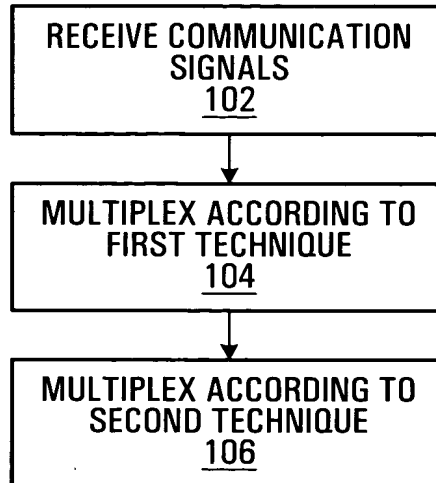 RECEIVE COMMUNICATION
SIGNALS
102
MULTIPLEX ACCORDING TO
FIRST TECHNIQUE
104
MULTIPLEX ACCORDING TO
SECOND TECHNIQUE
106